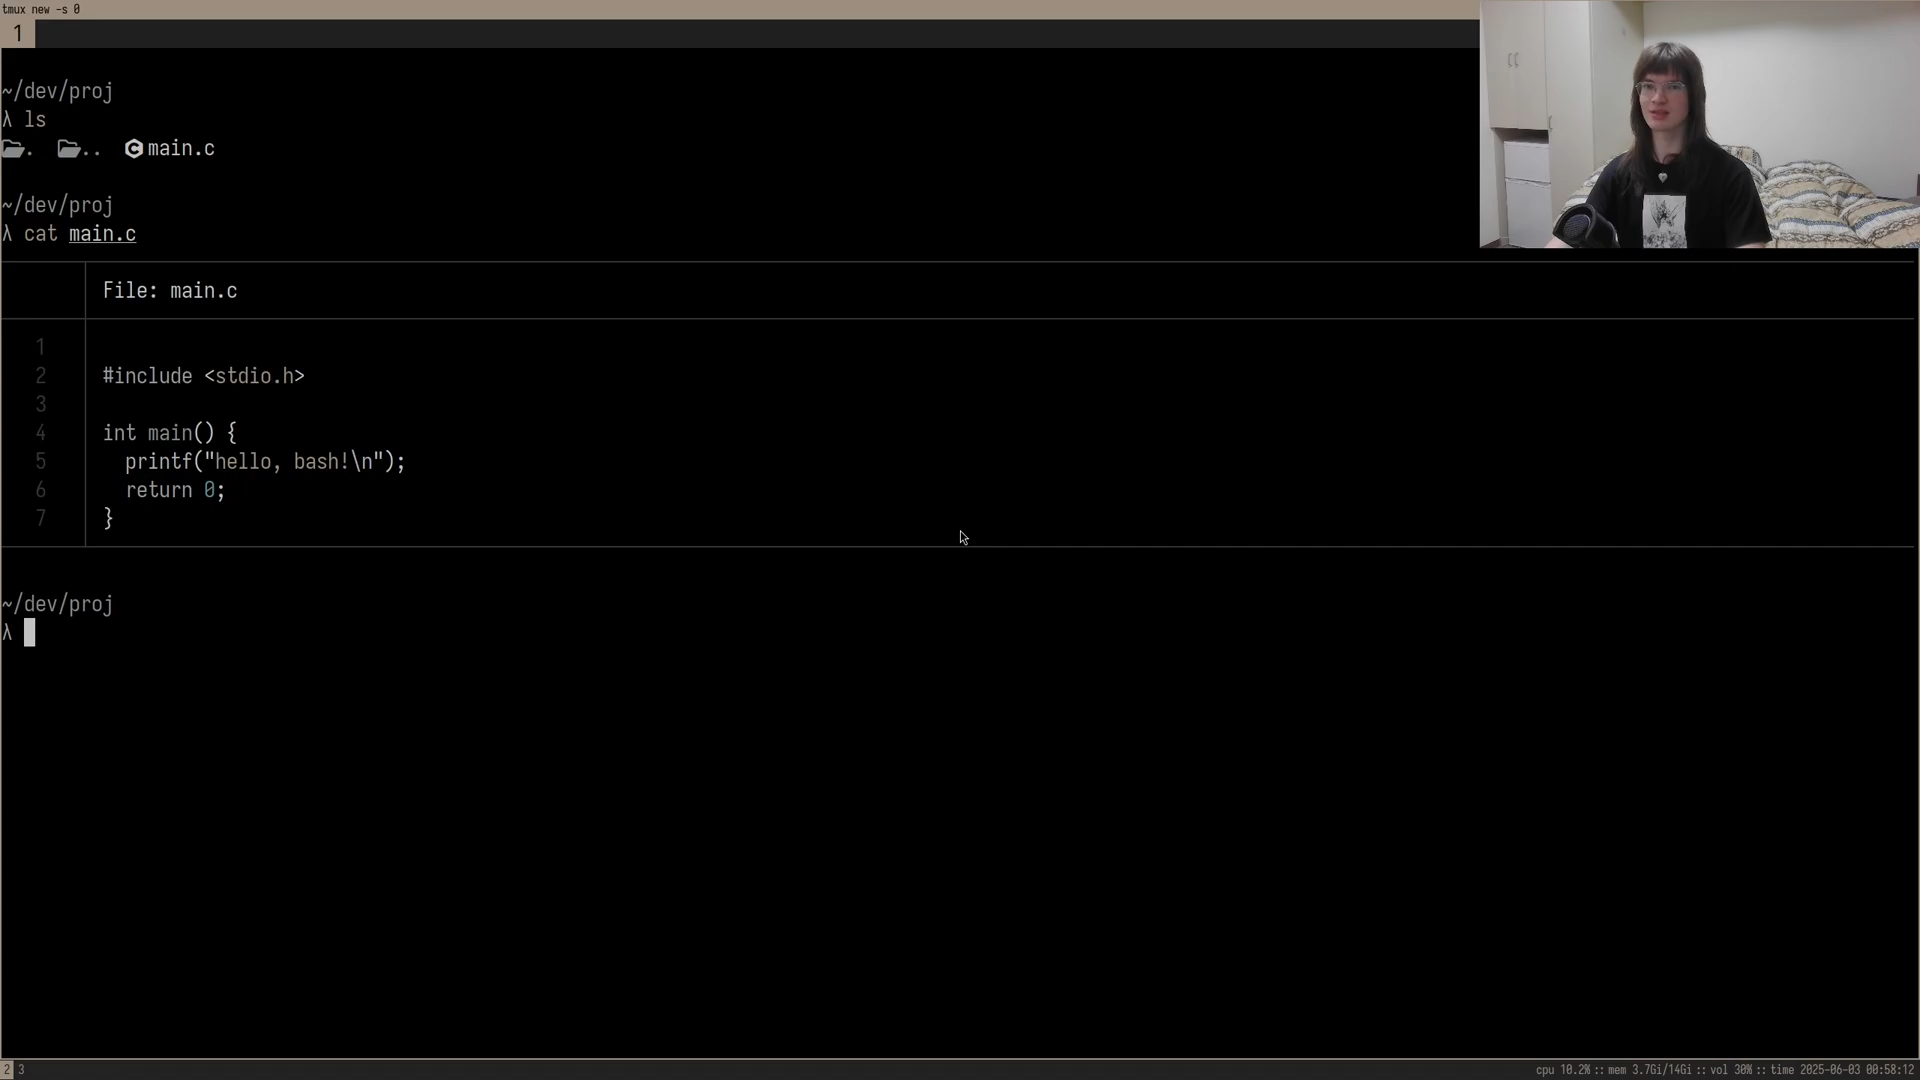 tmux new -s 0
1
~/dev/proj
λ ls
. .. main.c
~/dev/proj
λ cat main.c
File: main.c
1
2 #include <stdio.h>
3
4 int main() {
5 printf("hello, bash!\n");
6 return 0;
7 }
~/dev/proj
λ
2 3 cpu 10.2% :: mem 3.7Gi/14Gi :: vol 30% :: time 2025-06-03 00:58:12